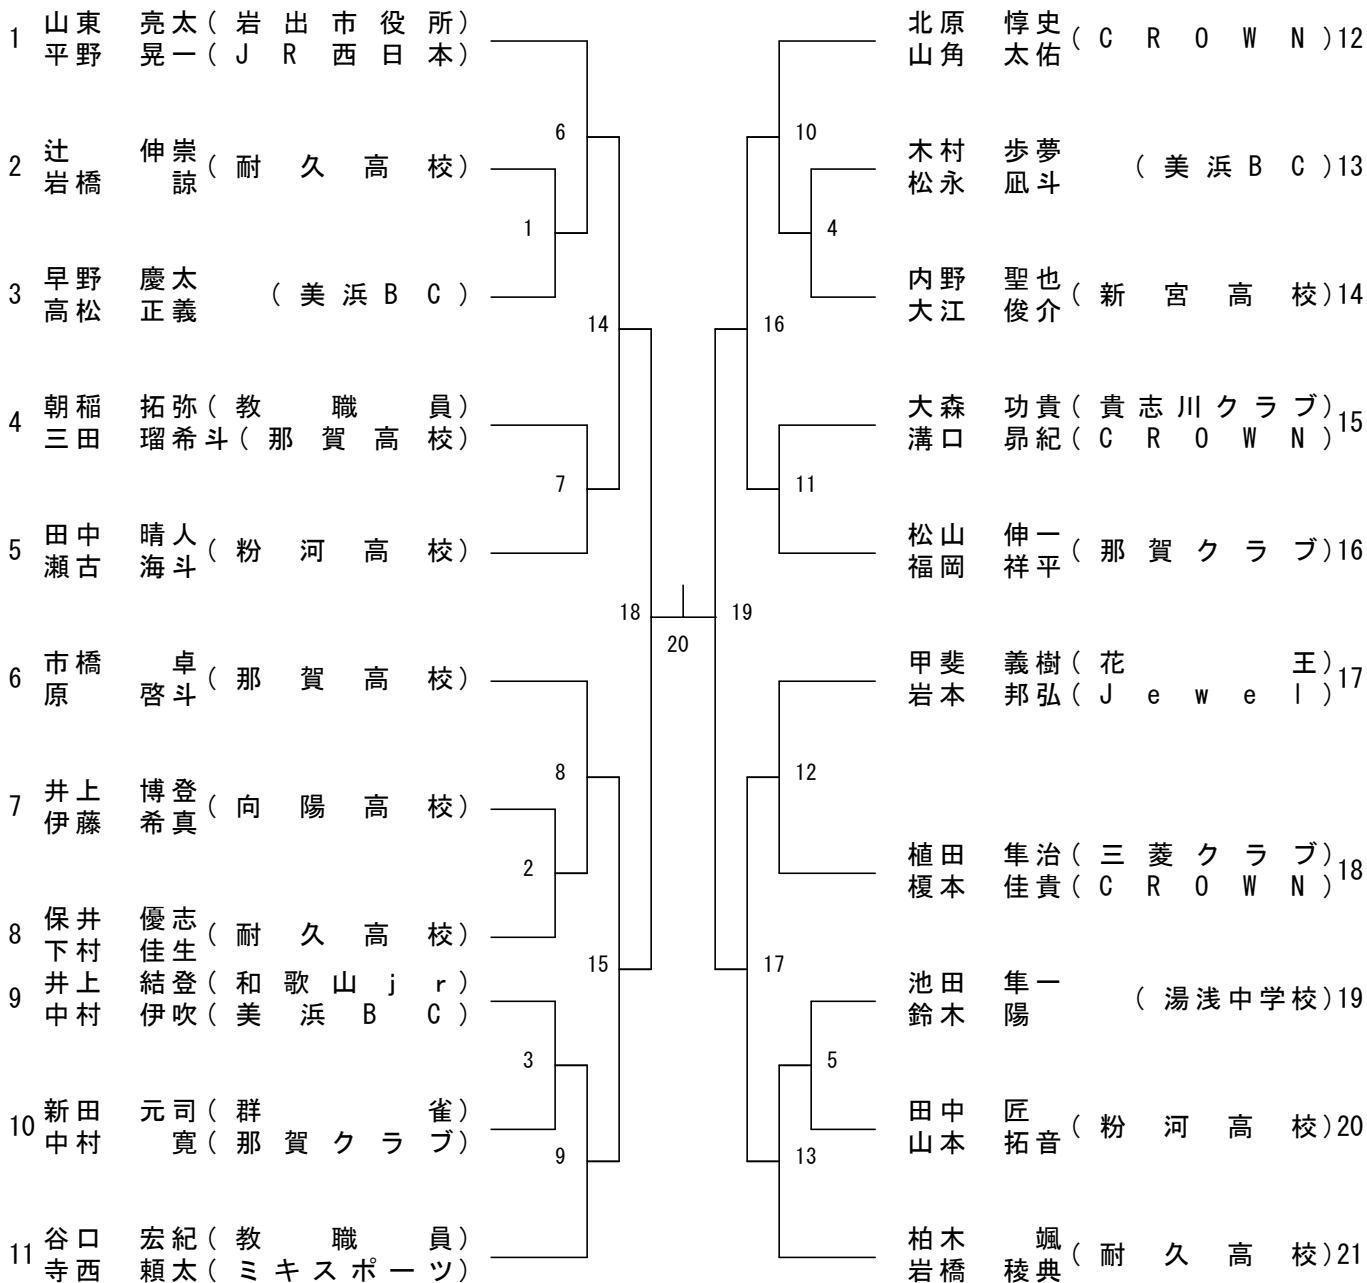 1 山東 亮太(岩出市役所)
平野 晃一(JR西日本)
2 辻 伸崇(耐久高校)
岩橋 諒
3 早野 慶太(美浜BC)
高松 正義
4 朝稲 拓弥(教職員)
三田 瑠希斗(那賀高校)
5 田中 晴人(粉河高校)
瀬古 海斗
6 市橋 卓(那賀高校)
原 啓斗
7 井上 博登(向陽高校)
伊藤 希真
8 保井 優志(耐久高校)
下村 佳生
9 井上 結登(和歌山jr)
中村 伊吹(美浜BC)
10 新田 元司(群雀)
中村 寛(那賀クラブ)
11 谷口 宏紀(教職員)
寺西 頼太(ミキスポーツ)
6
1
14
7
18
8
2
15
3
9
20
10
4
16
11
19
12
17
5
13
北原 惇史(CROWN)12
山角 太佑
木村 歩夢(美浜BC)13
松永 凪斗
内野 聖也(新宮高校)14
大江 俊介
大森 功貴(貴志川クラブ)15
溝口 昴紀(CROWN)
松山 伸一(那賀クラブ)16
福岡 祥平
甲斐 義樹(花王)17
岩本 邦弘(Jewel)
植田 隼治(三菱クラブ)18
榎本 佳貴(CROWN)
池田 隼一(湯浅中学校)19
鈴木 陽
田中 匠(粉河高校)20
山本 拓音
柏木 颯(耐久高校)21
岩橋 稜典